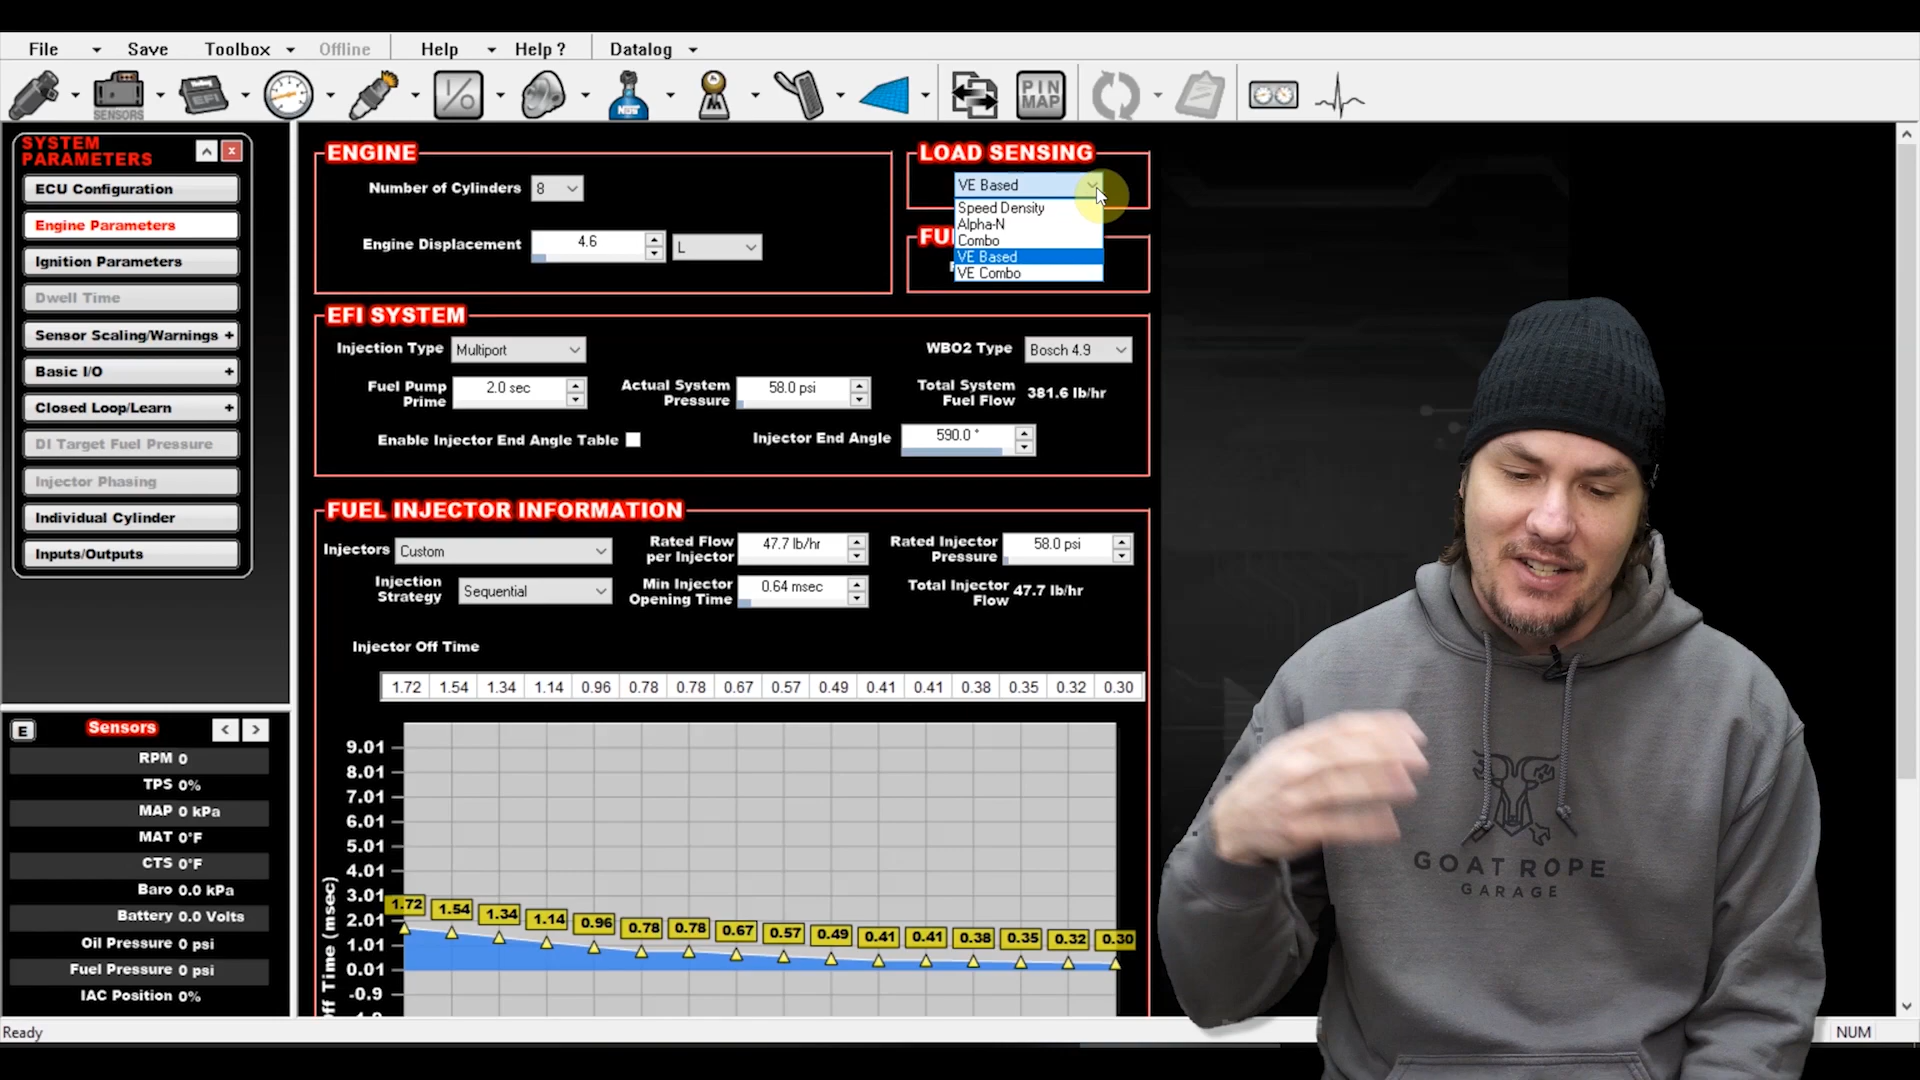 File Save Toolbox Offline Help Help ? Datalog
SENSORS EFI I/O NOS PIN MAP
SYSTEM PARAMETERS
ECU Configuration
Engine Parameters
Ignition Parameters
Dwell Time
Sensor Scaling/Warnings +
Basic I/O +
Closed Loop/Learn +
DI Target Fuel Pressure
Injector Phasing
Individual Cylinder
Inputs/Outputs
E Sensors < >
RPM 0
TPS 0%
MAP 0 kPa
MAT 0°F
CTS 0°F
Baro 0.0 kPa
Battery 0.0 Volts
Oil Pressure 0 psi
Fuel Pressure 0 psi
IAC Position 0%
ENGINE
Number of Cylinders 8
Engine Displacement 4.6 L
LOAD SENSING
VE Based
Speed Density
Alpha-N
Combo
VE Based
VE Combo
EFI SYSTEM
Injection Type Multiport
WBO2 Type Bosch 4.9
Fuel Pump Prime 2.0 sec
Actual System Pressure 58.0 psi
Total System Fuel Flow 381.6 lb/hr
Enable Injector End Angle Table
Injector End Angle 590.0 °
FUEL INJECTOR INFORMATION
Injectors Custom
Rated Flow per Injector 47.7 lb/hr
Rated Injector Pressure 58.0 psi
Injection Strategy Sequential
Min Injector Opening Time 0.64 msec
Total Injector Flow 47.7 lb/hr
Injector Off Time
1.72 1.54 1.34 1.14 0.96 0.78 0.78 0.67 0.57 0.49 0.41 0.41 0.38 0.35 0.32 0.30
9.01
8.01
7.01
6.01
5.01
4.01
3.01
2.01
1.01
0.01
-0.9
Time (msec)
1.72 1.54 1.34 1.14 0.96 0.78 0.78 0.67 0.57 0.49 0.41 0.41 0.38 0.35 0.32 0.30
GOAT ROPE
GARAGE
Ready
NUM